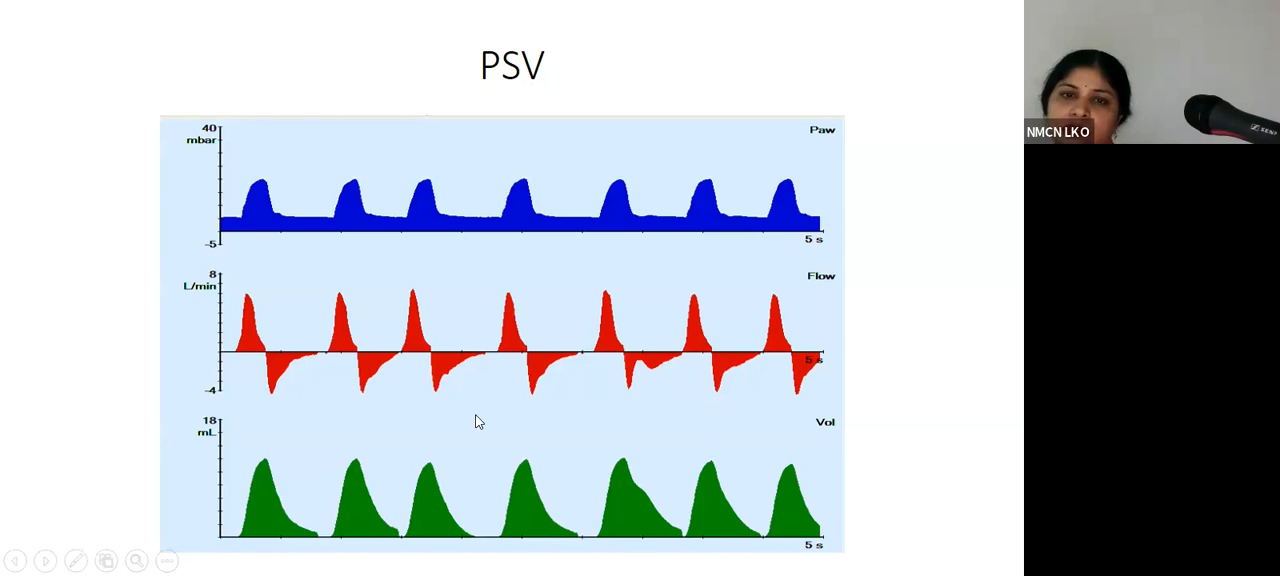 PSV
40
mbar
Paw
-5
5 s
8
L/min
Flow
-4
5 s
18
mL
Vol
5 s
NMCN LKO